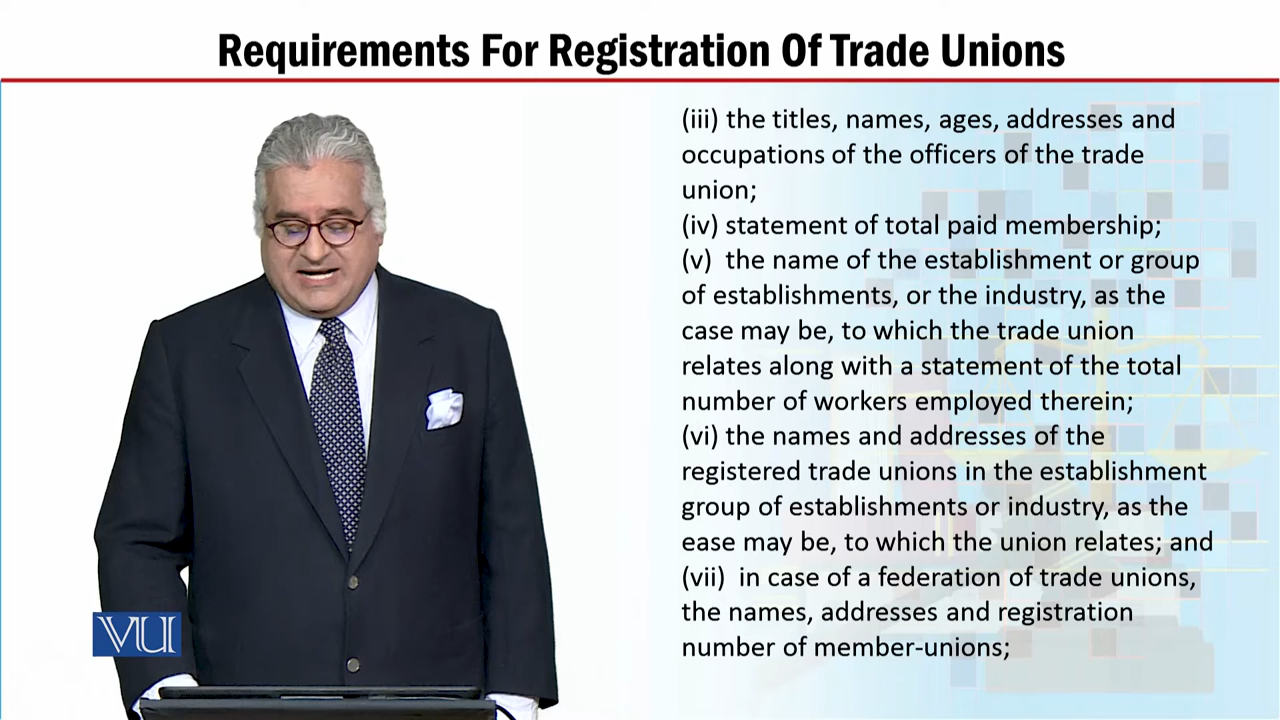 Requirements For Registration Of Trade Unions
(iii) the titles, names, ages, addresses and
occupations of the officers of the trade
union;
(iv) statement of total paid membership;
(v)  the name of the establishment or group
of establishments, or the industry, as the
case may be, to which the trade union
relates along with a statement of the total
number of workers employed therein;
(vi) the names and addresses of the
registered trade unions in the establishment
group of establishments or industry, as the
ease may be, to which the union relates; and
(vii)  in case of a federation of trade unions,
the names, addresses and registration
number of member-unions;
VU